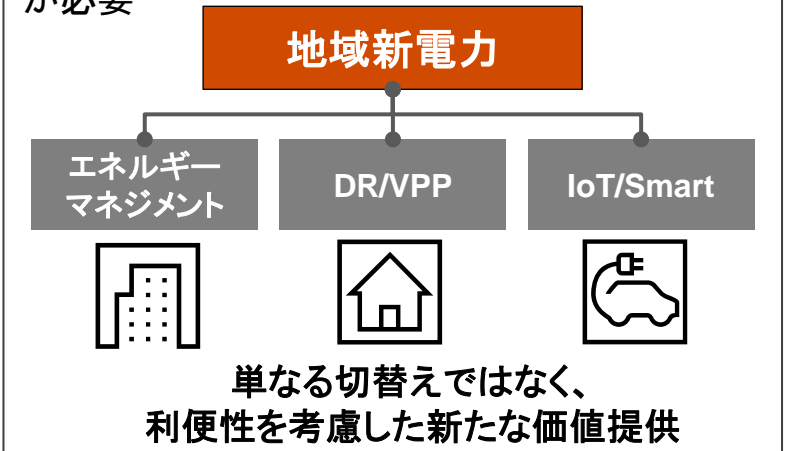 が必要
地域新電力
エネルギー
マネジメント
DR/VPP
IoT/Smart
単なる切替えではなく、
利便性を考慮した新たな価値提供